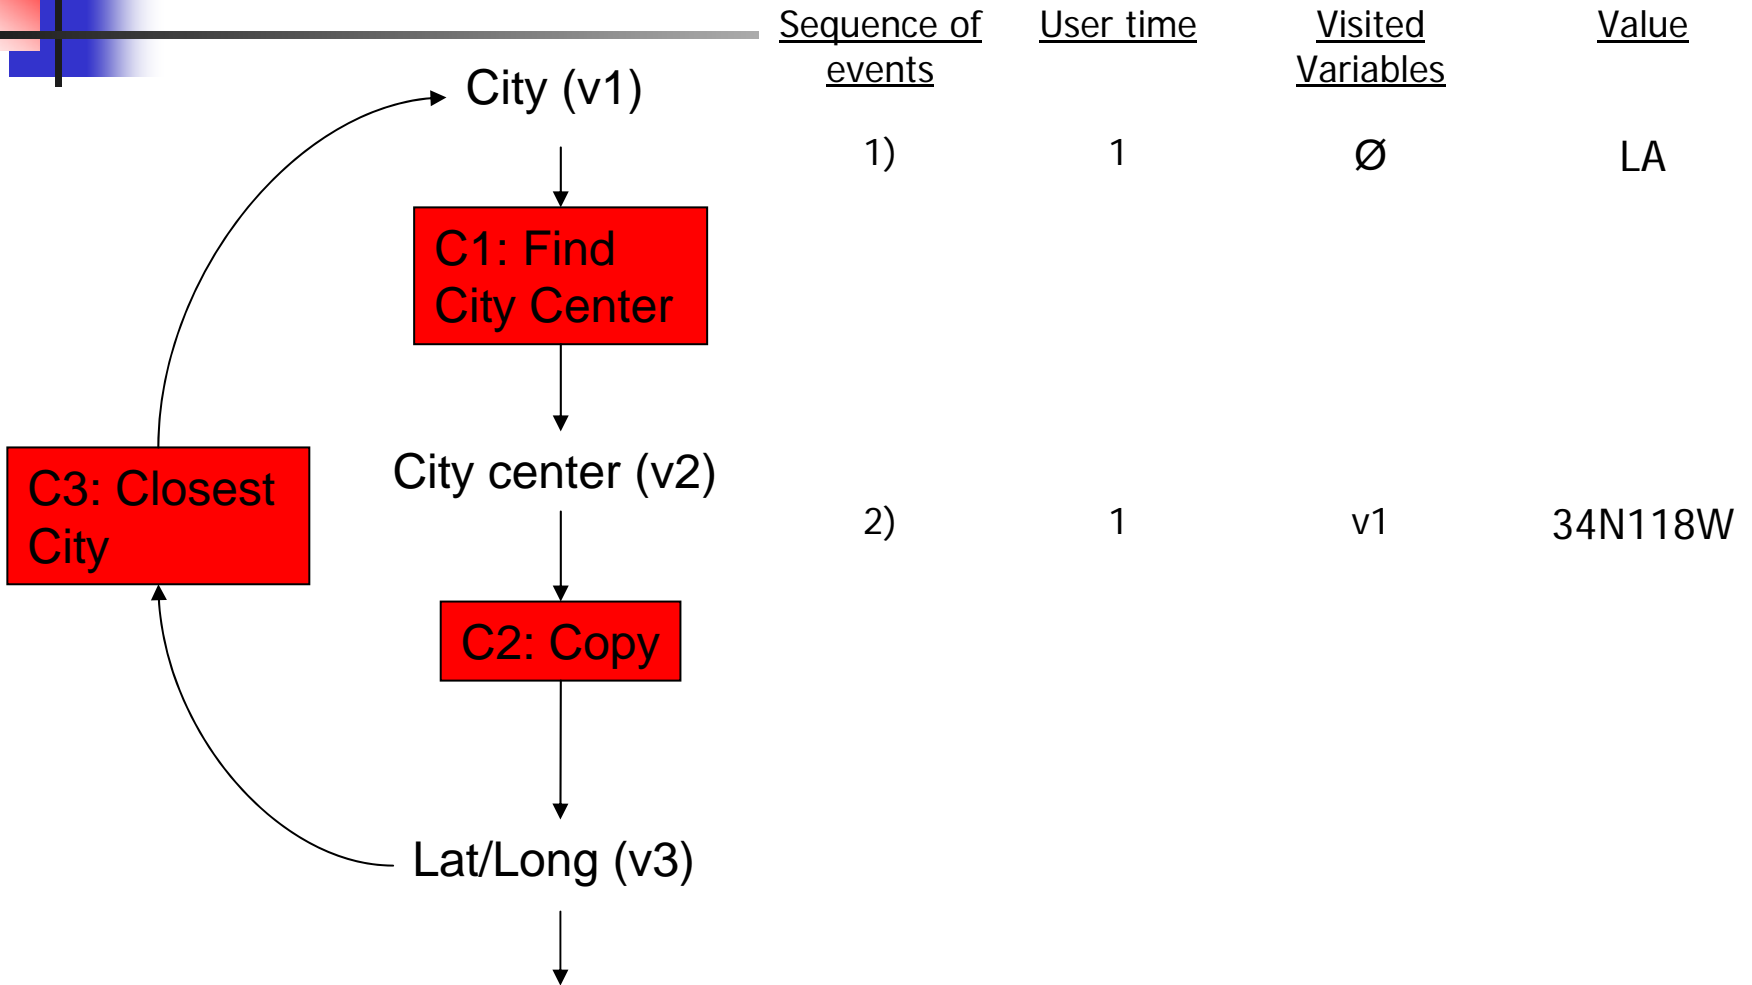 Sequence of
events
User time
Visited
Variables
Value
City (v1)
1) 1 Ø LA
C1: Find
City Center
City center (v2)
C3: Closest
City
2) 1 v1 34N118W
C2: Copy
Lat/Long (v3)